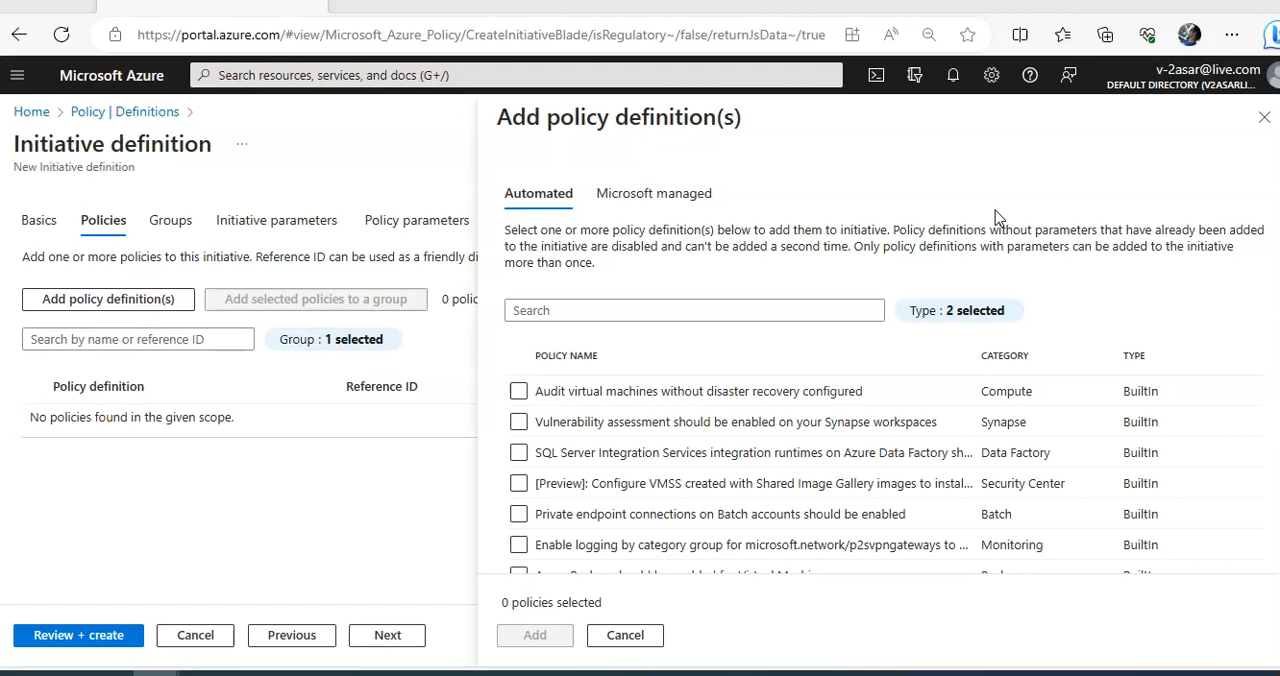 https://portal.azure.com/#view/Microsoft_Azure_Policy/CreateInitiativeBlade/isRegulatory~/false/returnJsData~/true
Microsoft Azure
Search resources, services, and docs (G+/)
v-2asar@live.com
DEFAULT DIRECTORY (V2ASARLI...
Home > Policy | Definitions >
Initiative definition ...
New Initiative definition
Basics Policies Groups Initiative parameters Policy parameters
Add one or more policies to this initiative. Reference ID can be used as a friendly di
Add policy definition(s) Add selected policies to a group 0 polic
Search by name or reference ID Group : 1 selected
Policy definition Reference ID
No policies found in the given scope.
Review + create Cancel Previous Next
Add policy definition(s)
Automated Microsoft managed
Select one or more policy definition(s) below to add them to initiative. Policy definitions without parameters that have already been added
to the initiative are disabled and can't be added a second time. Only policy definitions with parameters can be added to the initiative
more than once.
Search Type : 2 selected
POLICY NAME CATEGORY TYPE
Audit virtual machines without disaster recovery configured Compute BuiltIn
Vulnerability assessment should be enabled on your Synapse workspaces Synapse BuiltIn
SQL Server Integration Services integration runtimes on Azure Data Factory sh... Data Factory BuiltIn
[Preview]: Configure VMSS created with Shared Image Gallery images to instal... Security Center BuiltIn
Private endpoint connections on Batch accounts should be enabled Batch BuiltIn
Enable logging by category group for microsoft.network/p2svpngateways to ... Monitoring BuiltIn
0 policies selected
Add Cancel